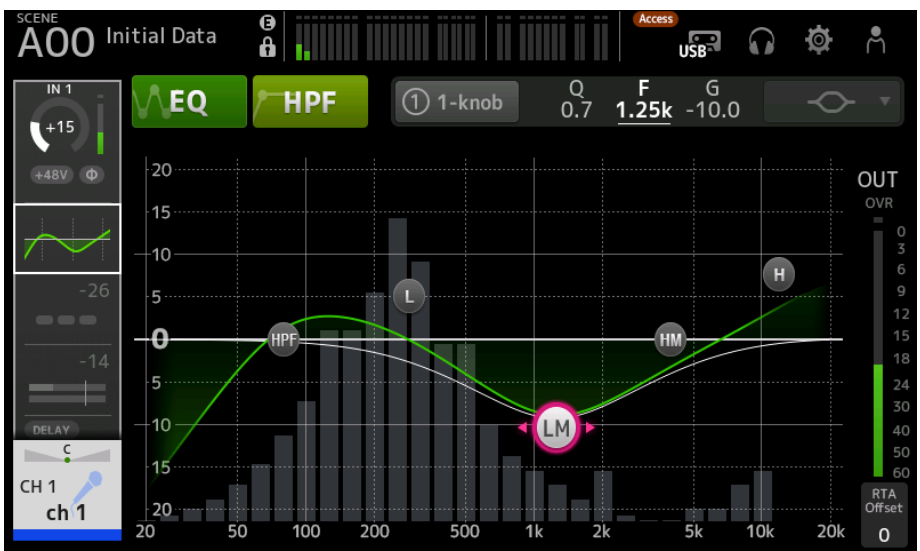 SCENE
A00 Initial Data
E
Access
USB
IN 1
+15
+48V Φ
-26
-14
DELAY
C
CH 1
ch 1
EQ
HPF
1 1-knob
Q F G
0.7 1.25k -10.0
20
15
10
5
0
5
10
15
20
HPF
L
LM
HM
H
20 50 100 200 500 1k 2k 5k 10k 20k
OUT
OVR
0
3
6
9
12
15
18
24
30
40
50
60
RTA
Offset
0